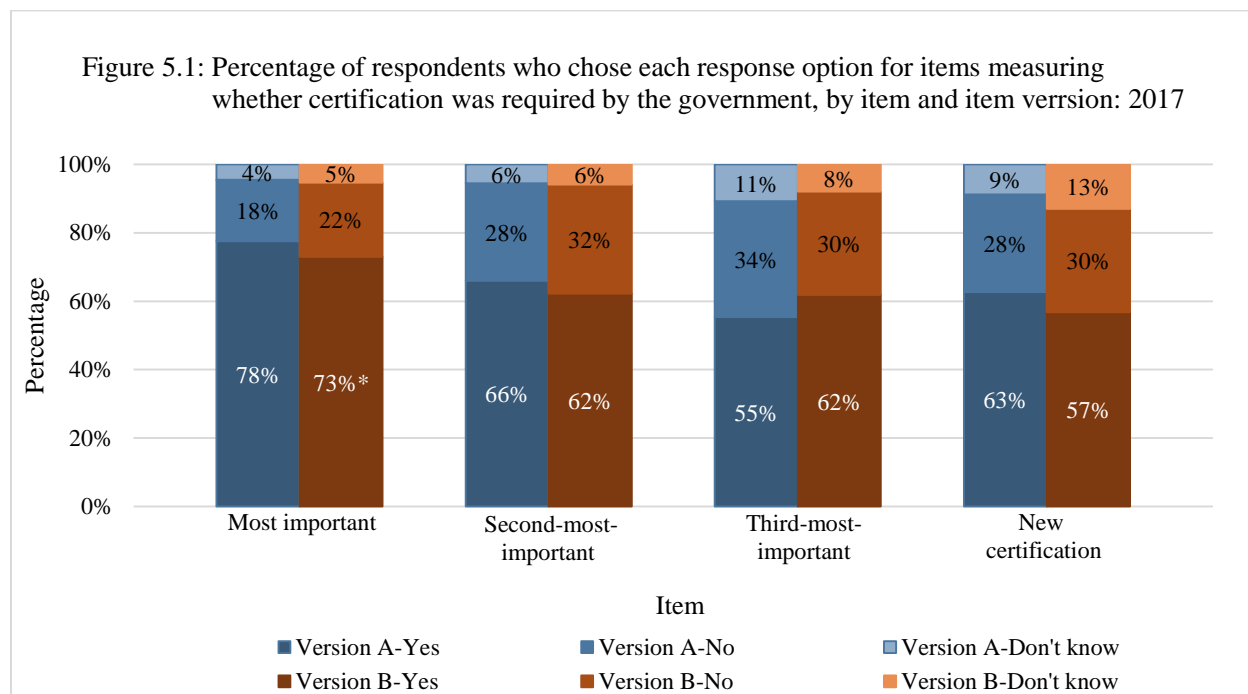 Figure 5.1: Percentage of respondents who chose each response option for items measuring
whether certification was required by the government, by item and item verrsion: 2017
100%
80%
60%
40%
20%
0%
Percentage
4%
5%
6%
6%
11%
8%
9%
13%
18%
22%
28%
32%
34%
30%
28%
30%
78%
73%*
66%
62%
55%
62%
63%
57%
Most important
Second-most-
important
Third-most-
important
New
certification
Item
Version A-Yes
Version A-No
Version A-Don't know
Version B-Yes
Version B-No
Version B-Don't know